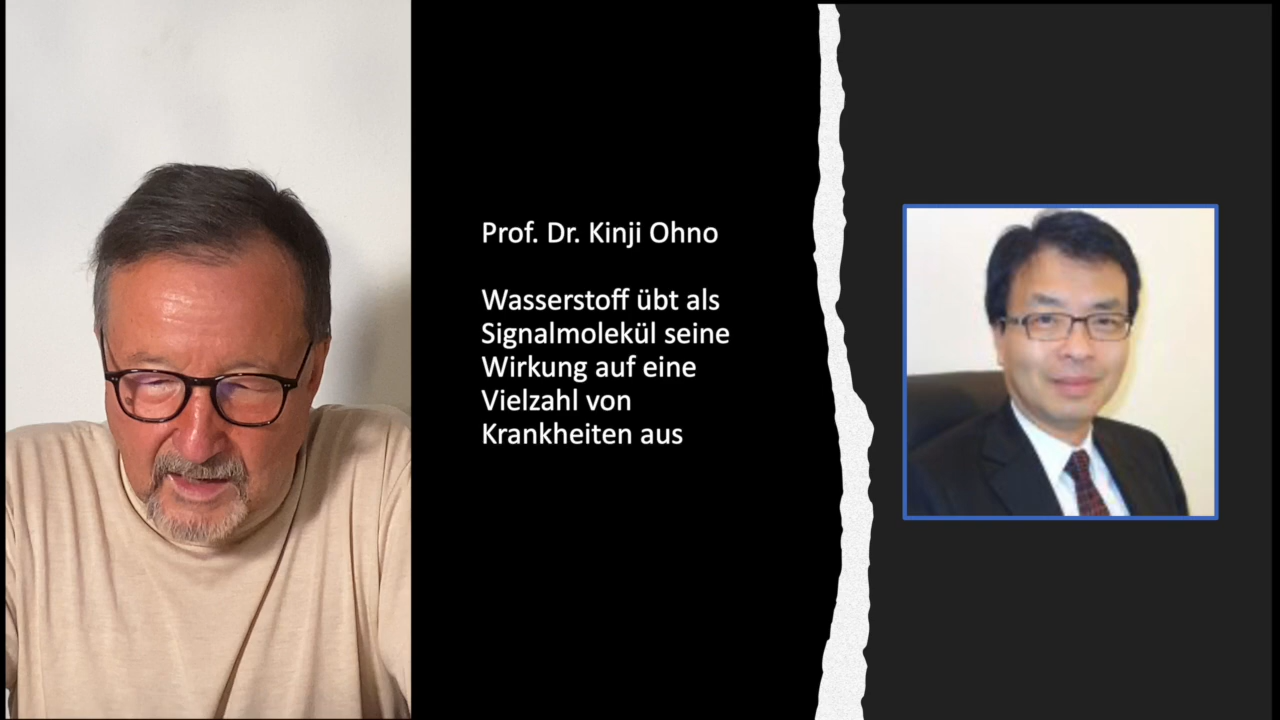 Prof. Dr. Kinji Ohno
Wasserstoff übt als
Signalmolekül seine
Wirkung auf eine
Vielzahl von
Krankheiten aus